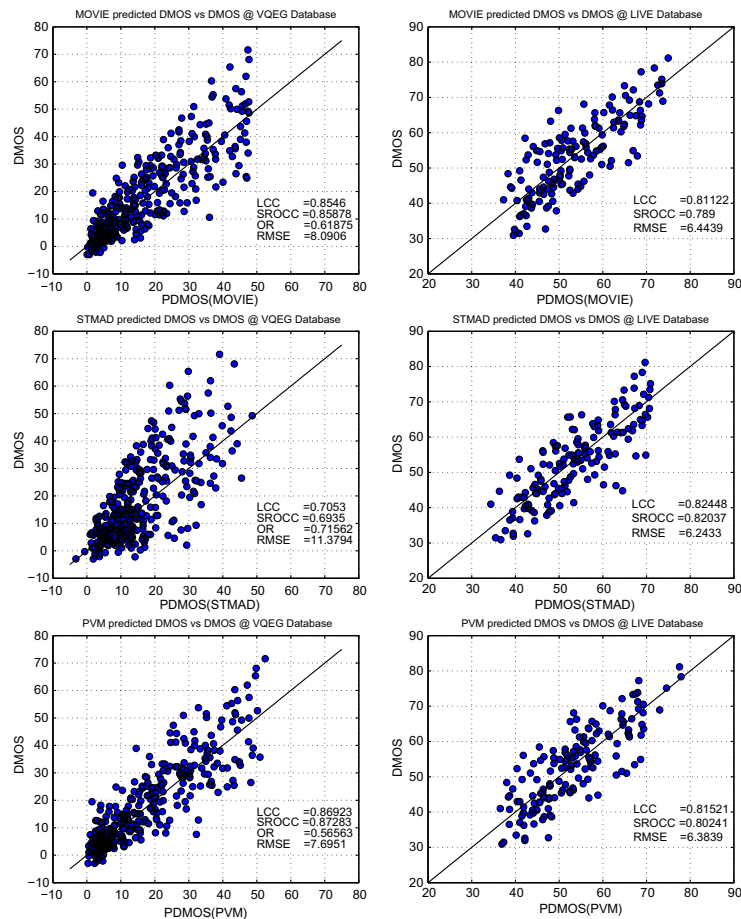 MOVIE predicted DMOS vs DMOS @ VQEG Database
80
70
60
50
40
30
20
10
0
−10
DMOS
LCC =0.8546
SROCC =0.85878
OR =0.61875
RMSE =8.0906
−10 0 10 20 30 40 50 60 70 80
PDMOS(MOVIE)
MOVIE predicted DMOS vs DMOS @ LIVE Database
90
80
70
60
50
40
30
20
DMOS
LCC =0.81122
SROCC =0.789
RMSE =6.4439
20 30 40 50 60 70 80 90
PDMOS(MOVIE)
STMAD predicted DMOS vs DMOS @ VQEG Database
80
70
60
50
40
30
20
10
0
−10
DMOS
LCC =0.7053
SROCC =0.6935
OR =0.71562
RMSE =11.3794
−10 0 10 20 30 40 50 60 70 80
PDMOS(STMAD)
STMAD predicted DMOS vs DMOS @ LIVE Database
90
80
70
60
50
40
30
20
DMOS
LCC =0.82448
SROCC =0.82037
RMSE =6.2433
20 30 40 50 60 70 80 90
PDMOS(STMAD)
PVM predicted DMOS vs DMOS @ VQEG Database
80
70
60
50
40
30
20
10
0
−10
DMOS
LCC =0.86923
SROCC =0.87283
OR =0.56563
RMSE =7.6951
−10 0 10 20 30 40 50 60 70 80
PDMOS(PVM)
PVM predicted DMOS vs DMOS @ LIVE Database
90
80
70
60
50
40
30
20
DMOS
LCC =0.81521
SROCC =0.80241
RMSE =6.3839
20 30 40 50 60 70 80 90
PDMOS(PVM)